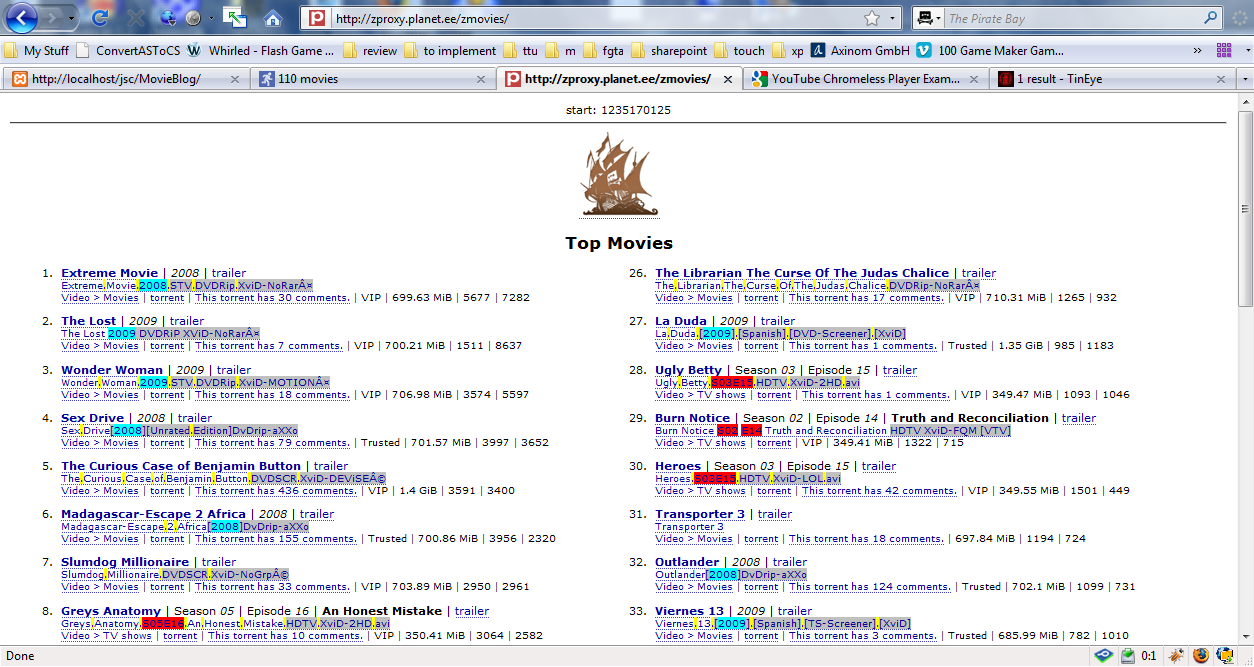 http://zproxy.planet.ee/zmovies/
The Pirate Bay
My Stuff ConvertASToCS Whirled - Flash Game ... review to implement ttu m fgta sharepoint touch xp Axinom GmbH 100 Game Maker Gam... »
http://localhost/jsc/MovieBlog/ 110 movies http://zproxy.planet.ee/zmovies/ YouTube Chromeless Player Exam... 1 result - TinEye
start: 1235170125
Top Movies
1. Extreme Movie | 2008 | trailer
Extreme.Movie.2008.STV.DVDRip.XviD-NoRarÂ¤
Video > Movies | torrent | This torrent has 30 comments. | VIP | 699.63 MiB | 5677 | 7282
2. The Lost | 2009 | trailer
The Lost 2009 DVDRiP XViD-NoRarÂ¤
Video > Movies | torrent | This torrent has 7 comments. | VIP | 700.21 MiB | 1511 | 8637
3. Wonder Woman | 2009 | trailer
Wonder.Woman.2009.STV.DVDRip.XviD-MOTIONÂ¤
Video > Movies | torrent | This torrent has 18 comments. | VIP | 706.98 MiB | 3574 | 5597
4. Sex Drive | 2008 | trailer
Sex.Drive[2008][Unrated.Edition]DvDrip-aXXo
Video > Movies | torrent | This torrent has 79 comments. | Trusted | 701.57 MiB | 3997 | 3652
5. The Curious Case of Benjamin Button | trailer
The.Curious.Case.of.Benjamin.Button.DVDSCR.XviD-DEViSEÂ©
Video > Movies | torrent | This torrent has 436 comments. | VIP | 1.4 GiB | 3591 | 3400
6. Madagascar-Escape 2 Africa | 2008 | trailer
Madagascar-Escape.2.Africa[2008]DvDrip-aXXo
Video > Movies | torrent | This torrent has 155 comments. | Trusted | 700.86 MiB | 3956 | 2320
7. Slumdog Millionaire | trailer
Slumdog.Millionaire.DVDSCR.XviD-NoGrpÂ©
Video > Movies | torrent | This torrent has 33 comments. | VIP | 703.89 MiB | 2950 | 2961
8. Greys Anatomy | Season 05 | Episode 16 | An Honest Mistake | trailer
Greys.Anatomy.S05E16.An.Honest.Mistake.HDTV.XviD-2HD.avi
Video > TV shows | torrent | This torrent has 10 comments. | VIP | 350.41 MiB | 3064 | 2582
26. The Librarian The Curse Of The Judas Chalice | trailer
The.Librarian.The.Curse.Of.The.Judas.Chalice.DVDRip-NoRarÂ¤
Video > Movies | torrent | This torrent has 17 comments. | VIP | 710.31 MiB | 1265 | 932
27. La Duda | 2009 | trailer
La.Duda.[2009].[Spanish].[DVD-Screener].[XviD]
Video > Movies | torrent | This torrent has 1 comments. | Trusted | 1.35 GiB | 985 | 1183
28. Ugly Betty | Season 03 | Episode 15 | trailer
Ugly.Betty.S03E15.HDTV.XviD-2HD.avi
Video > TV shows | torrent | This torrent has 1 comments. | VIP | 349.47 MiB | 1093 | 1046
29. Burn Notice | Season 02 | Episode 14 | Truth and Reconciliation | trailer
Burn Notice S02 E14 Truth and Reconciliation HDTV XviD-FQM [VTV]
Video > TV shows | torrent | VIP | 349.41 MiB | 1322 | 715
30. Heroes | Season 03 | Episode 15 | trailer
Heroes.S03E15.HDTV.XviD-LOL.avi
Video > TV shows | torrent | This torrent has 42 comments. | VIP | 349.55 MiB | 1501 | 449
31. Transporter 3 | trailer
Transporter 3
Video > Movies | torrent | This torrent has 18 comments. | 697.84 MiB | 1194 | 724
32. Outlander | 2008 | trailer
Outlander[2008]DvDrip-aXXo
Video > Movies | torrent | This torrent has 124 comments. | Trusted | 702.1 MiB | 1099 | 731
33. Viernes 13 | 2009 | trailer
Viernes.13.[2009].[Spanish].[TS-Screener].[XviD]
Video > Movies | torrent | This torrent has 3 comments. | Trusted | 685.99 MiB | 782 | 1010
Done 0:1